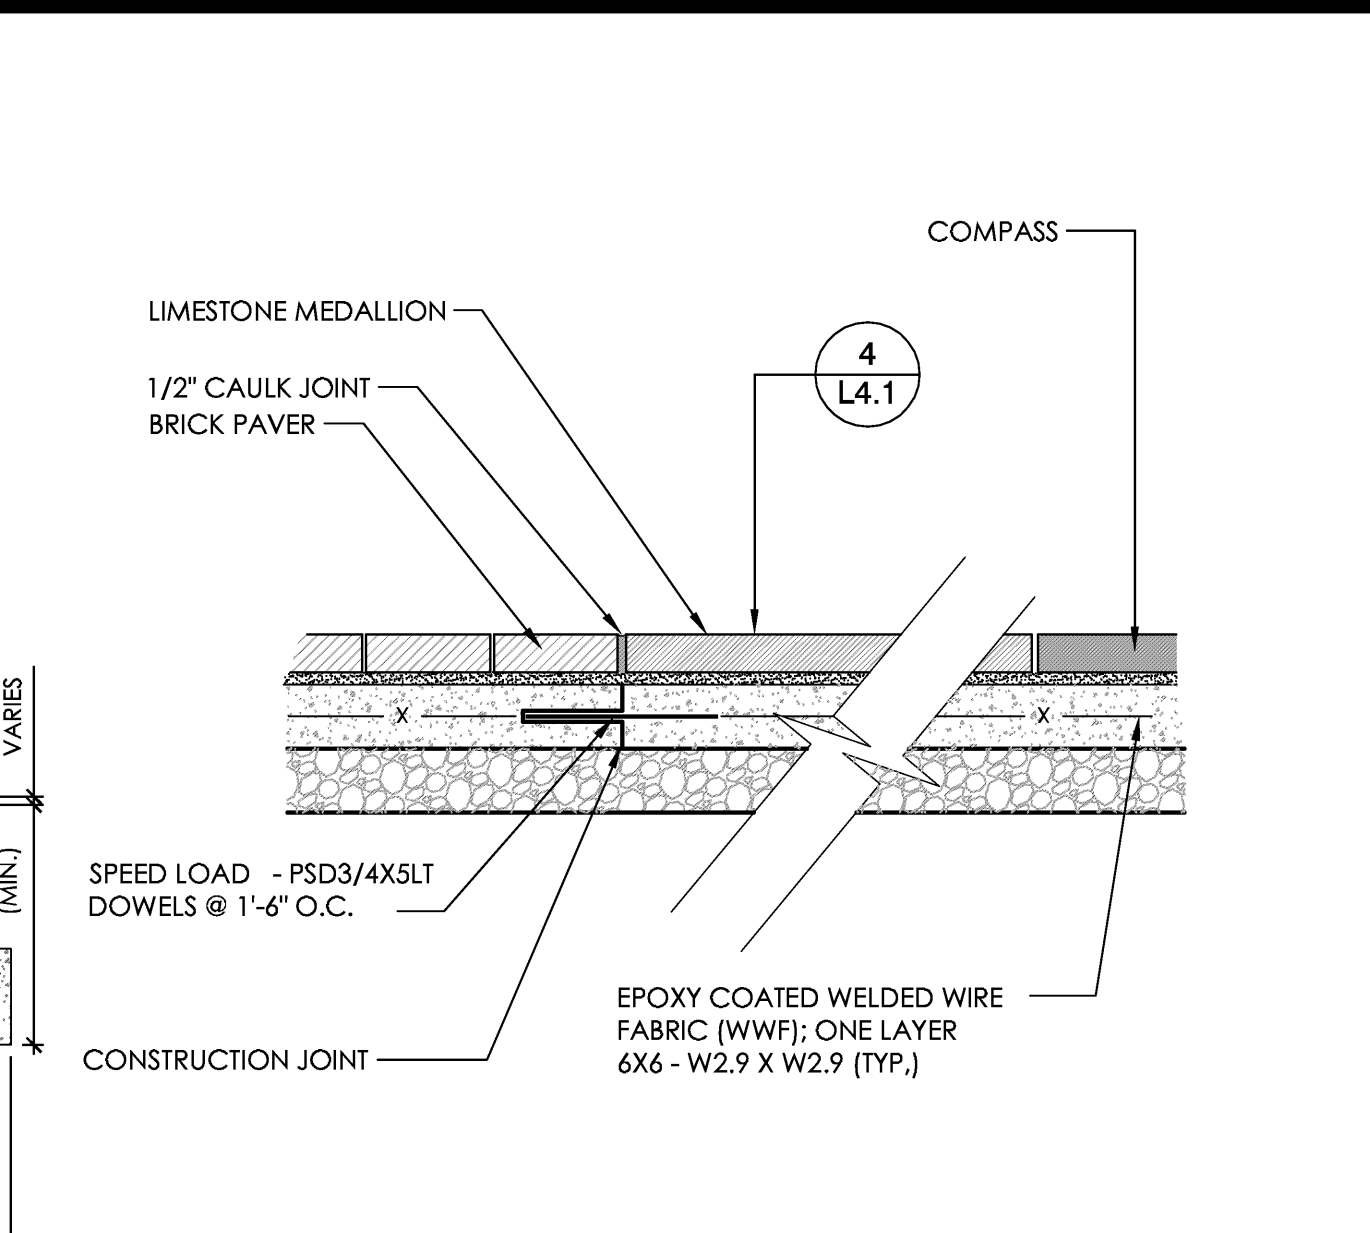 COMPASS
LIMESTONE MEDALLION
4
L4.1
1/2" CAULK JOINT
BRICK PAVER
VARIES
X
X
(MIN.)
SPEED LOAD - PSD3/4X5LT
DOWELS @ 1'-6" O.C.
EPOXY COATED WELDED WIRE
FABRIC (WWF); ONE LAYER
6X6 - W2.9 X W2.9 (TYP,)
CONSTRUCTION JOINT